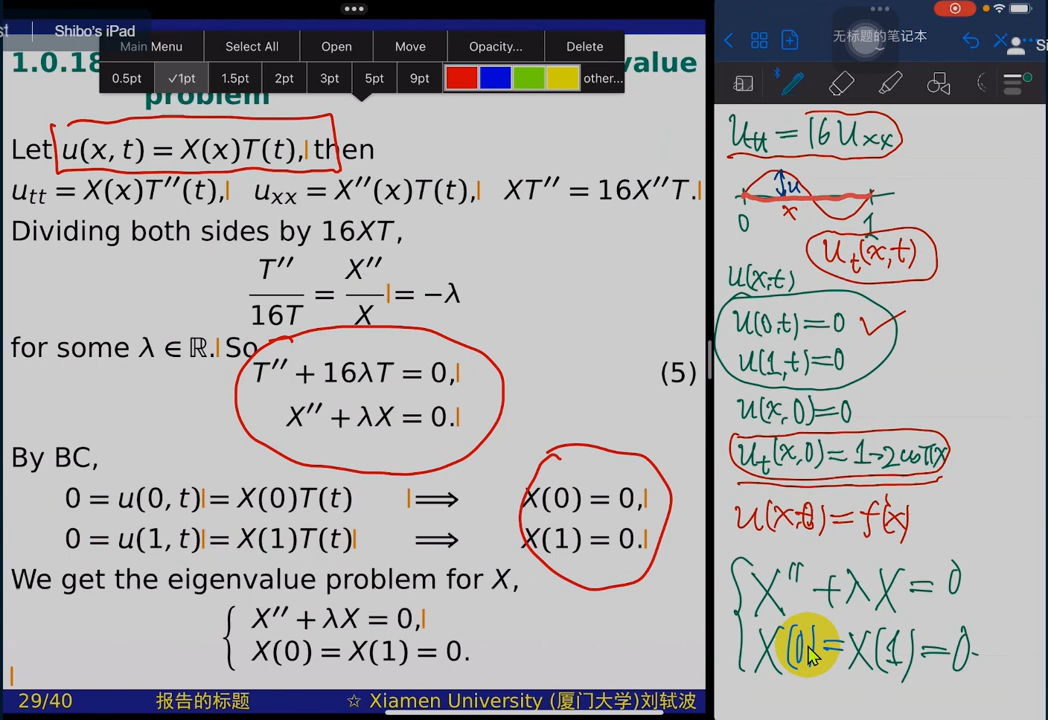 Shibo's iPad
Main Menu Select All Open Move Opacity... Delete
0.5pt ✓1pt 1.5pt 2pt 3pt 5pt 9pt other...
1.0.18 value
problem
Let u(x, t) = X(x)T(t), then
u_tt = X(x)T″(t), u_xx = X″(x)T(t), XT″ = 16X″T.
Dividing both sides by 16XT,
T″/16T = X″/X = −λ
for some λ ∈ ℝ. So
T″ + 16λT = 0, (5)
X″ + λX = 0.
By BC,
0 = u(0, t) = X(0)T(t) ⟹ X(0) = 0,
0 = u(1, t) = X(1)T(t) ⟹ X(1) = 0.
We get the eigenvalue problem for X,
{ X″ + λX = 0,
X(0) = X(1) = 0.
29/40 报告的标题 ☆ Xiamen University (厦门大学)刘轼波
无标题的笔记本
u_tt = 16 u_xx
u
x
0 1
u_t(x,t)
u(x,t)
u(0,t)=0 ✓
u(1,t)=0
u(x,0)=0
u_t(x,0)=1-2cosπx
{ X″+λX=0
X(0)=X(1)=0.